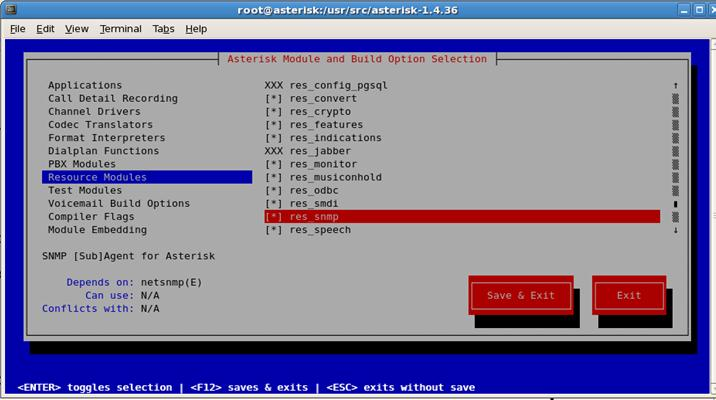 root@asterisk:/usr/src/asterisk-1.4.36
File Edit View Terminal Tabs Help
Asterisk Module and Build Option Selection
Applications XXX res_config_pgsql
Call Detail Recording [*] res_convert
Channel Drivers [*] res_crypto
Codec Translators [*] res_features
Format Interpreters [*] res_indications
Dialplan Functions XXX res_jabber
PBX Modules [*] res_monitor
Resource Modules [*] res_musiconhold
Test Modules [*] res_odbc
Voicemail Build Options [*] res_smdi
Compiler Flags [*] res_snmp
Module Embedding [*] res_speech
SNMP [Sub]Agent for Asterisk
Depends on: netsnmp(E)
Can use: N/A
Conflicts with: N/A
Save & Exit Exit
<ENTER> toggles selection | <F12> saves & exits | <ESC> exits without save